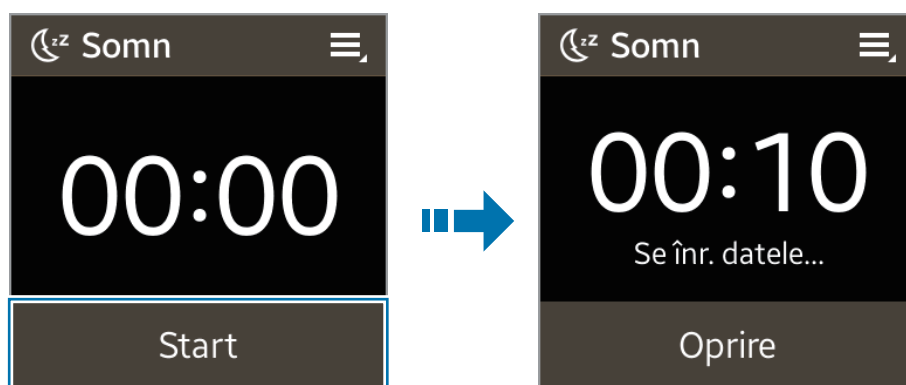 Somn
00:00
Start
Somn
00:10
Se înr. datele...
Oprire